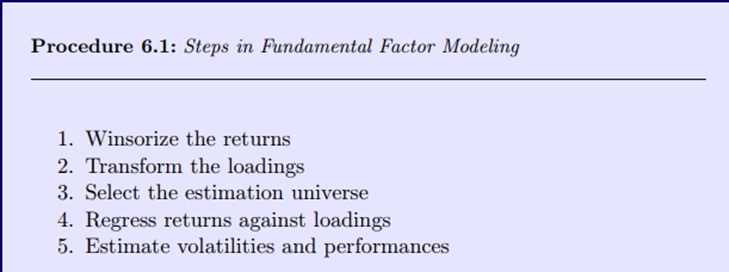 Procedure 6.1: Steps in Fundamental Factor Modeling
1. Winsorize the returns
2. Transform the loadings
3. Select the estimation universe
4. Regress returns against loadings
5. Estimate volatilities and performances